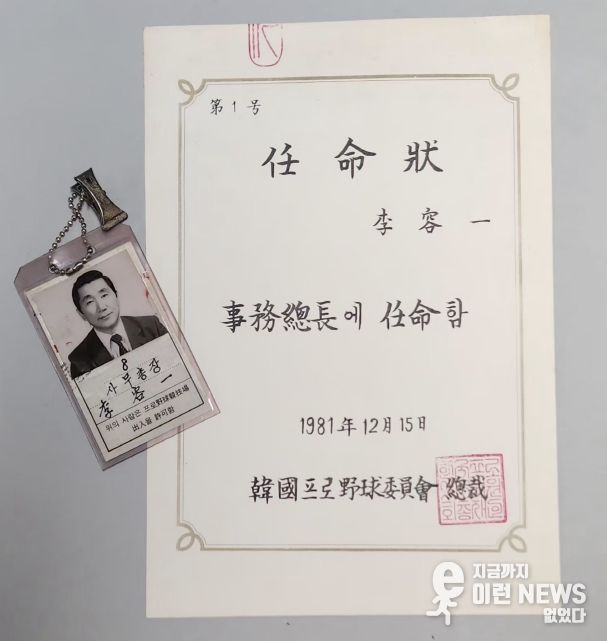 第 1 号
任命狀
李容一
事務總長에 任命함
1981年 12月 15日
韓國프로野球委員會 總裁
8
사무총장
李容一
위의 사람은 프로野球競技場
出入을 許可함
지금까지
이런 NEWS
없었다